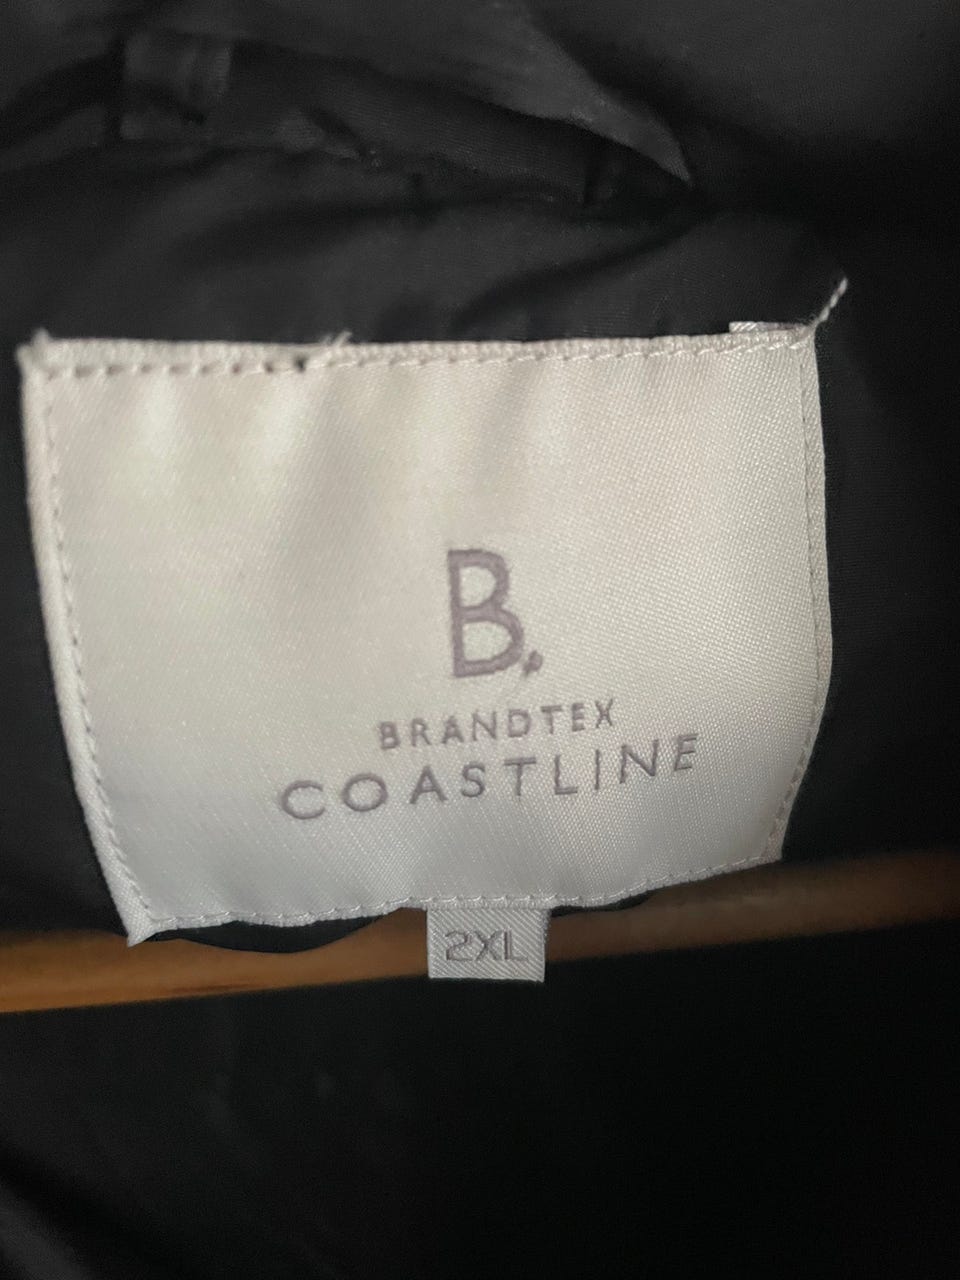 B.
BRANDTEX
COASTLINE
2XL